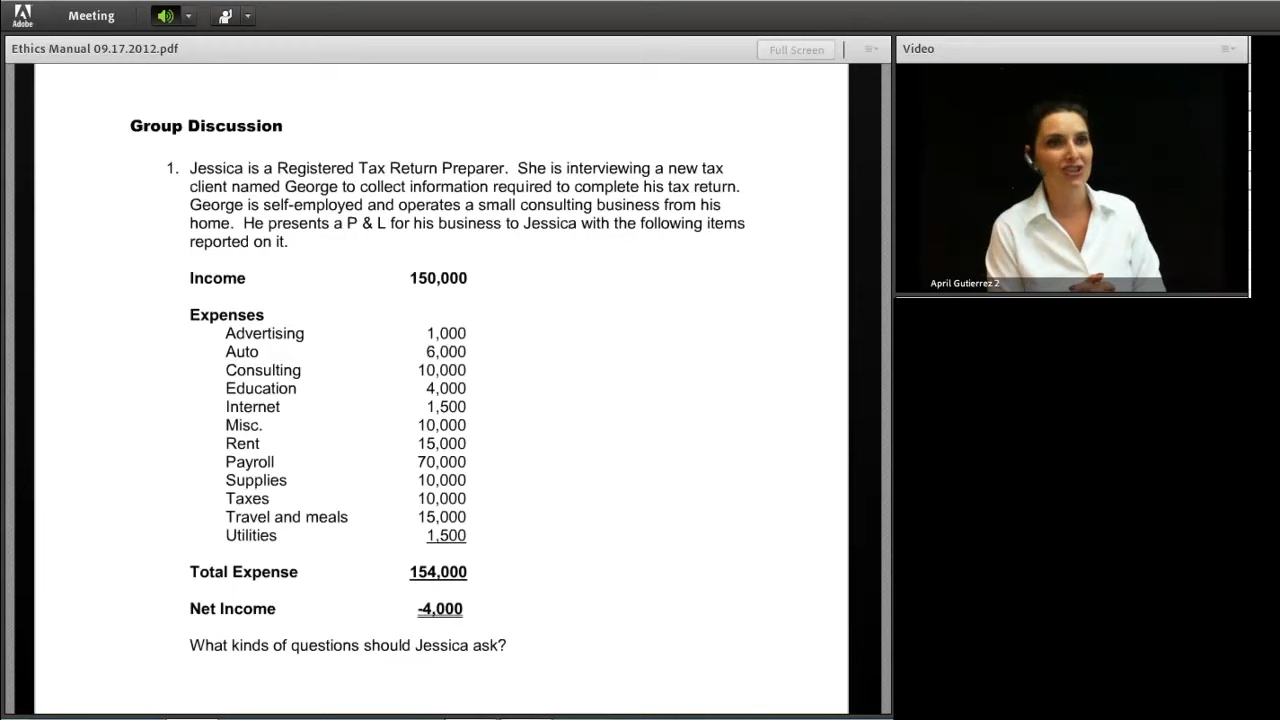 Adobe
Meeting
Ethics Manual 09.17.2012.pdf
Full Screen
Video
Group Discussion
1. Jessica is a Registered Tax Return Preparer. She is interviewing a new tax
client named George to collect information required to complete his tax return.
George is self-employed and operates a small consulting business from his
home. He presents a P & L for his business to Jessica with the following items
reported on it.
Income 150,000
Expenses
Advertising 1,000
Auto 6,000
Consulting 10,000
Education 4,000
Internet 1,500
Misc. 10,000
Rent 15,000
Payroll 70,000
Supplies 10,000
Taxes 10,000
Travel and meals 15,000
Utilities 1,500
Total Expense 154,000
Net Income -4,000
What kinds of questions should Jessica ask?
April Gutierrez 2